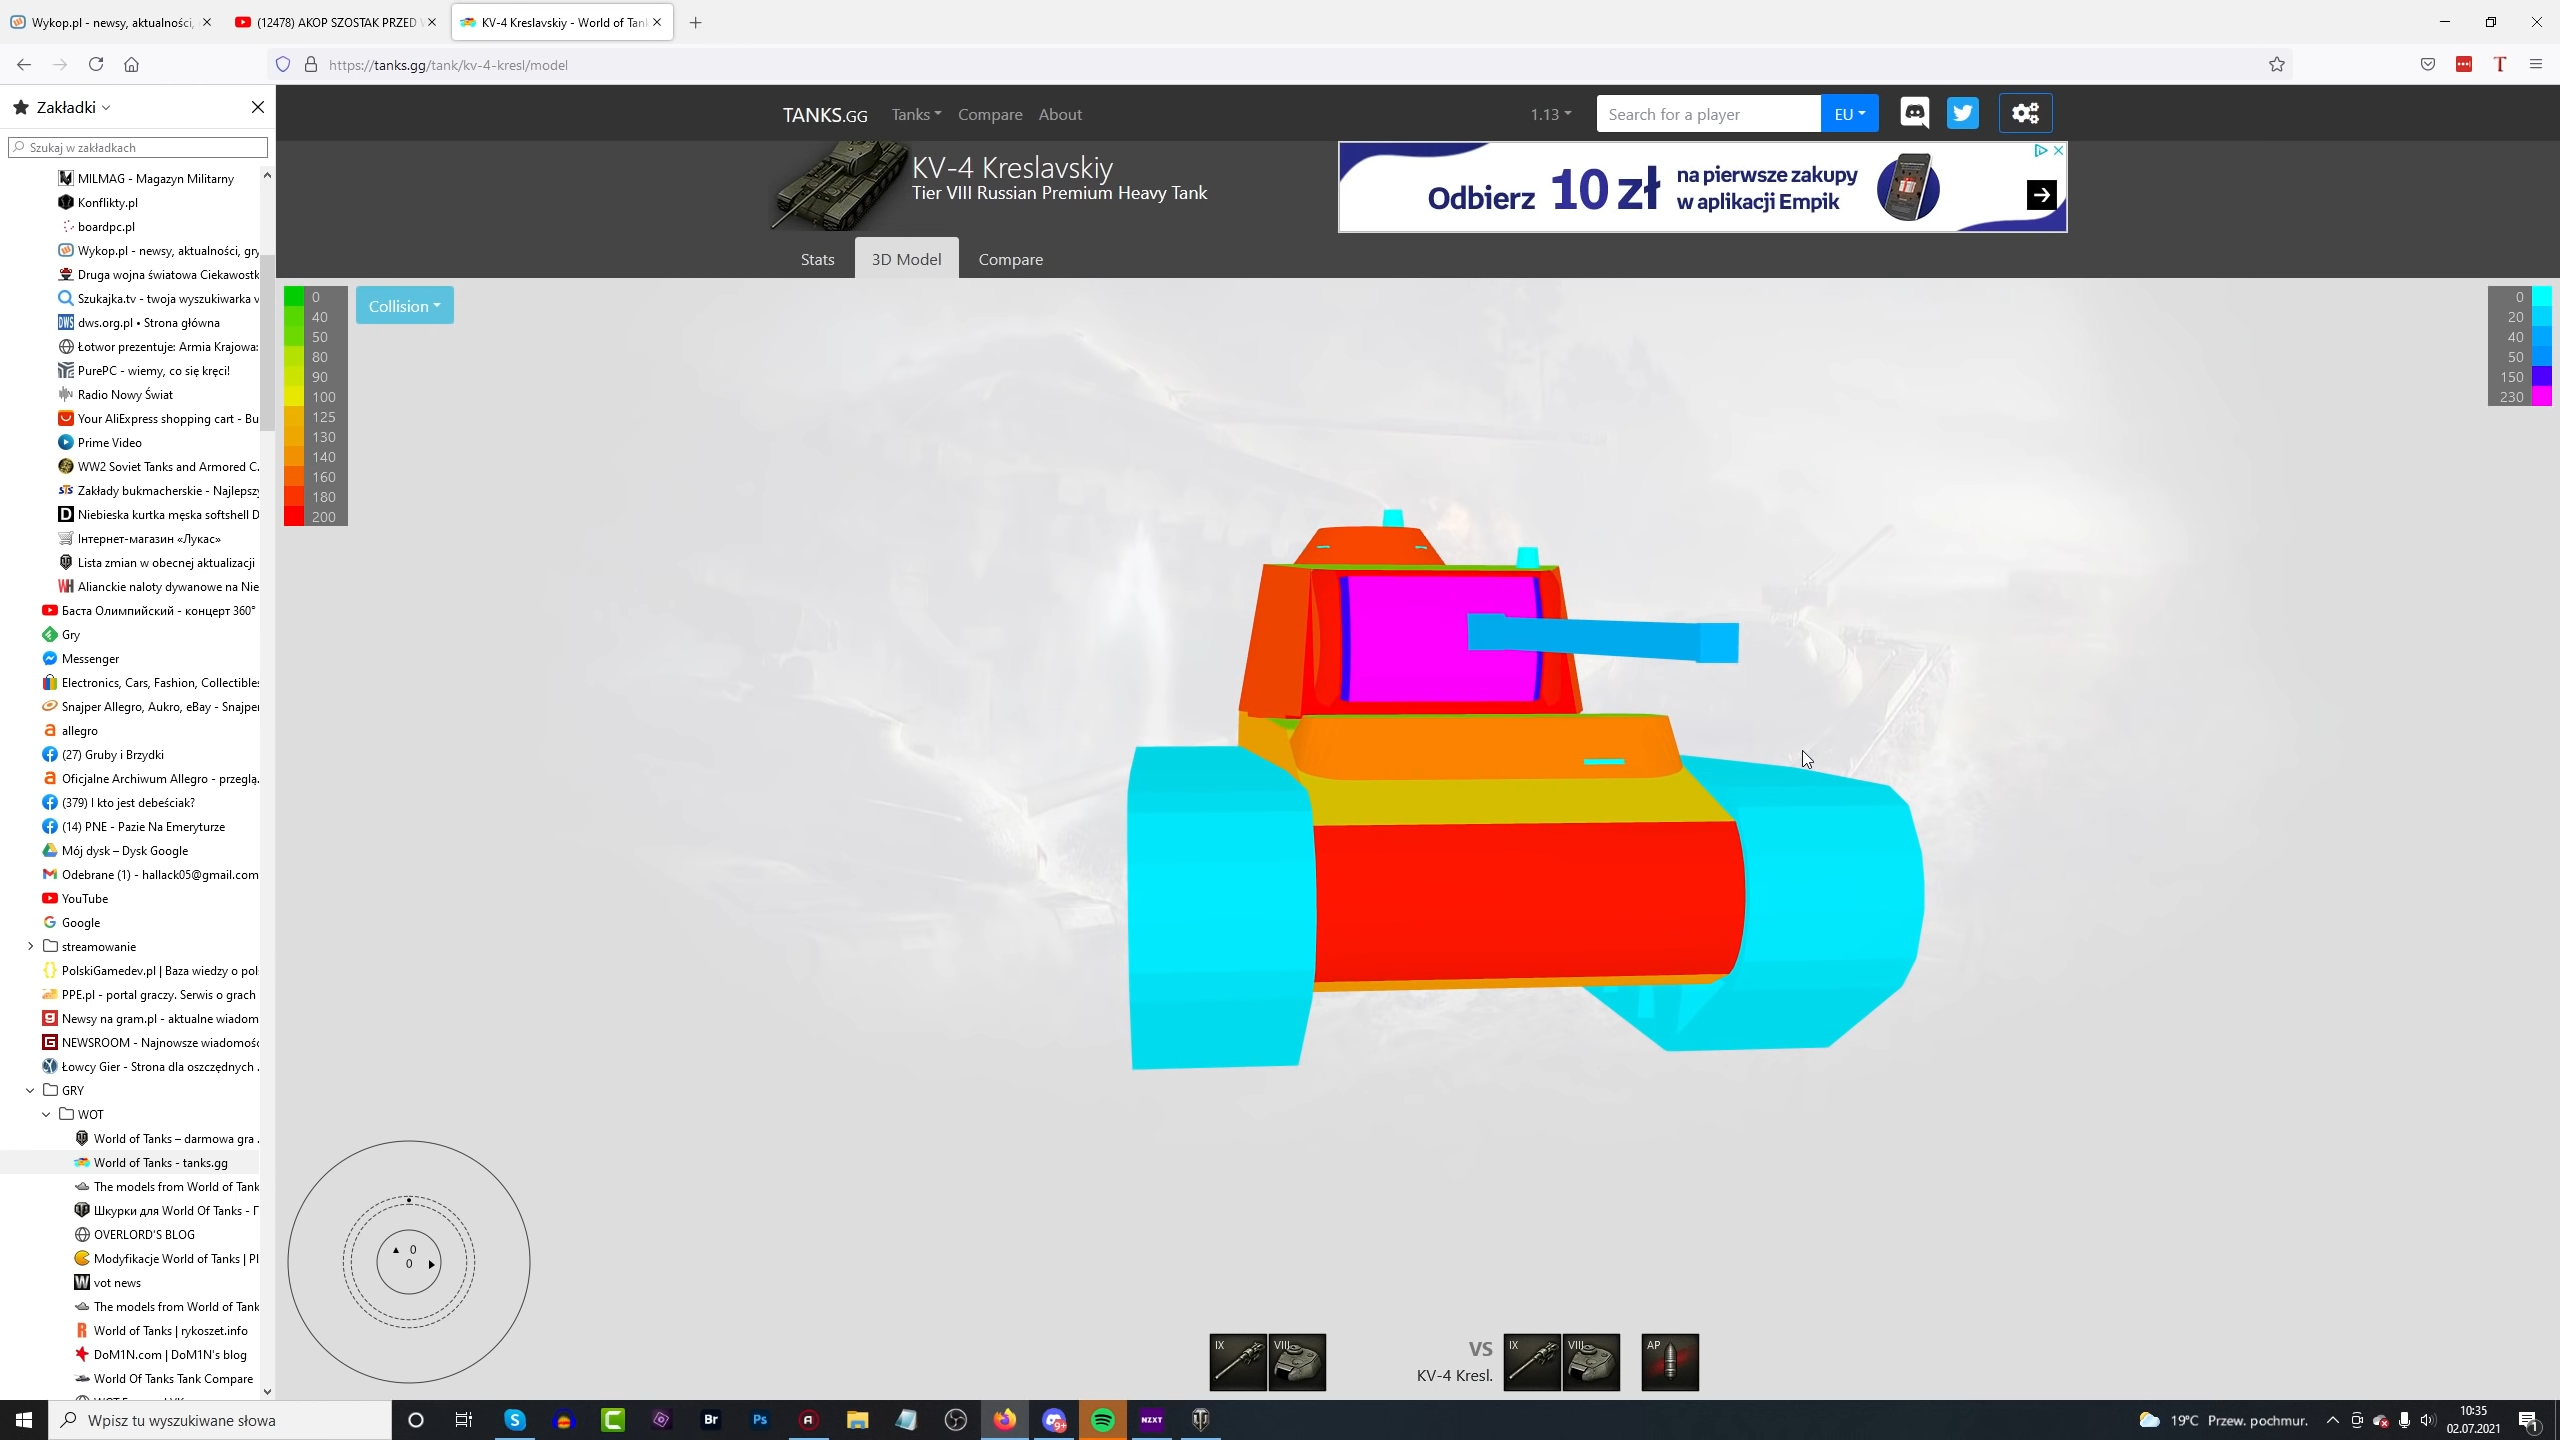 Wykop.pl - newsy, aktualności,
(12478) AKOP SZOSTAK PRZED
KV-4 Kreslavskiy - World of Tank
https://tanks.gg/tank/kv-4-kresl/model
Zakładki
Szukaj w zakładkach
MILMAG - Magazyn Militarny
Konflikty.pl
boardpc.pl
Wykop.pl - newsy, aktualności, gry
Druga wojna światowa Ciekawostk
Szukajka.tv - twoja wyszukiwarka v
dws.org.pl • Strona główna
Łotwor prezentuje: Armia Krajowa:
PurePC - wiemy, co się kręci!
Radio Nowy Świat
Your AliExpress shopping cart - Bu
Prime Video
WW2 Soviet Tanks and Armored C.
Zakłady bukmacherskie - Najlepszy
Niebieska kurtka męska softshell D
Інтернет-магазин «Лукас»
Lista zmian w obecnej aktualizacji
Alianckie naloty dywanowe na Nie
Баста Олимпийский - концерт 360°
Gry
Messenger
Electronics, Cars, Fashion, Collectibles
Snajper Allegro, Aukro, eBay - Snajper
allegro
(27) Gruby i Brzydki
Oficjalne Archiwum Allegro - przeglą.
(379) I kto jest debeściak?
(14) PNE - Pazie Na Emeryturze
Mój dysk – Dysk Google
Odebrane (1) - hallack05@gmail.com
YouTube
Google
streamowanie
PolskiGamedev.pl | Baza wiedzy o pol
PPE.pl - portal graczy. Serwis o grach
Newsy na gram.pl - aktualne wiadom
NEWSROOM - Najnowsze wiadomośc
Łowcy Gier - Strona dla oszczędnych .
GRY
WOT
World of Tanks – darmowa gra .
World of Tanks - tanks.gg
The models from World of Tank
Шкурки для World Of Tanks - Г
OVERLORD'S BLOG
Modyfikacje World of Tanks | Pl
vot news
The models from World of Tank
World of Tanks | rykoszet.info
DoM1N.com | DoM1N's blog
World Of Tanks Tank Compare
TANKS.GG
Tanks
Compare
About
1.13
Search for a player
EU
KV-4 Kreslavskiy
Tier VIII Russian Premium Heavy Tank
Odbierz 10 zł na pierwsze zakupy
w aplikacji Empik
Stats
3D Model
Compare
Collision
0
40
50
80
90
100
125
130
140
160
180
200
0
20
40
50
150
230
0
0
IX
VIII
VS
KV-4 Kresl.
IX
VIII
AP
Wpisz tu wyszukiwane słowa
Br
Ps
9+
NZXT
19°C Przew. pochmur.
10:35
02.07.2021
1